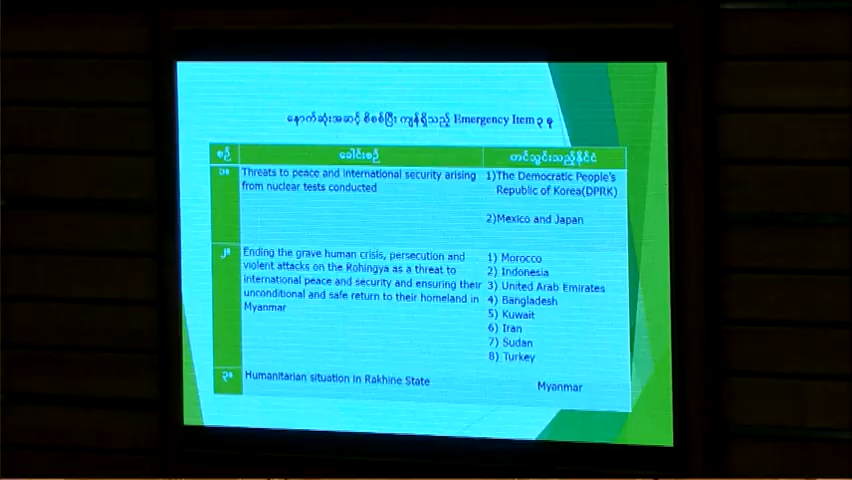 နောက်ဆုံးအဆင့် စိစစ်ပြီး ကျန်ရှိသည့် Emergency Item ၃ ခု
စဉ် ခေါင်းစဉ် တင်သွင်းသည့်နိုင်ငံ
၁။ Threats to peace and international security arising
from nuclear tests conducted
1)The Democratic People's
Republic of Korea(DPRK)
2)Mexico and Japan
၂။ Ending the grave human crisis, persecution and
violent attacks on the Rohingya as a threat to
international peace and security and ensuring their
unconditional and safe return to their homeland in
Myanmar
1) Morocco
2) Indonesia
3) United Arab Emirates
4) Bangladesh
5) Kuwait
6) Iran
7) Sudan
8) Turkey
၃။ Humanitarian situation in Rakhine State
Myanmar